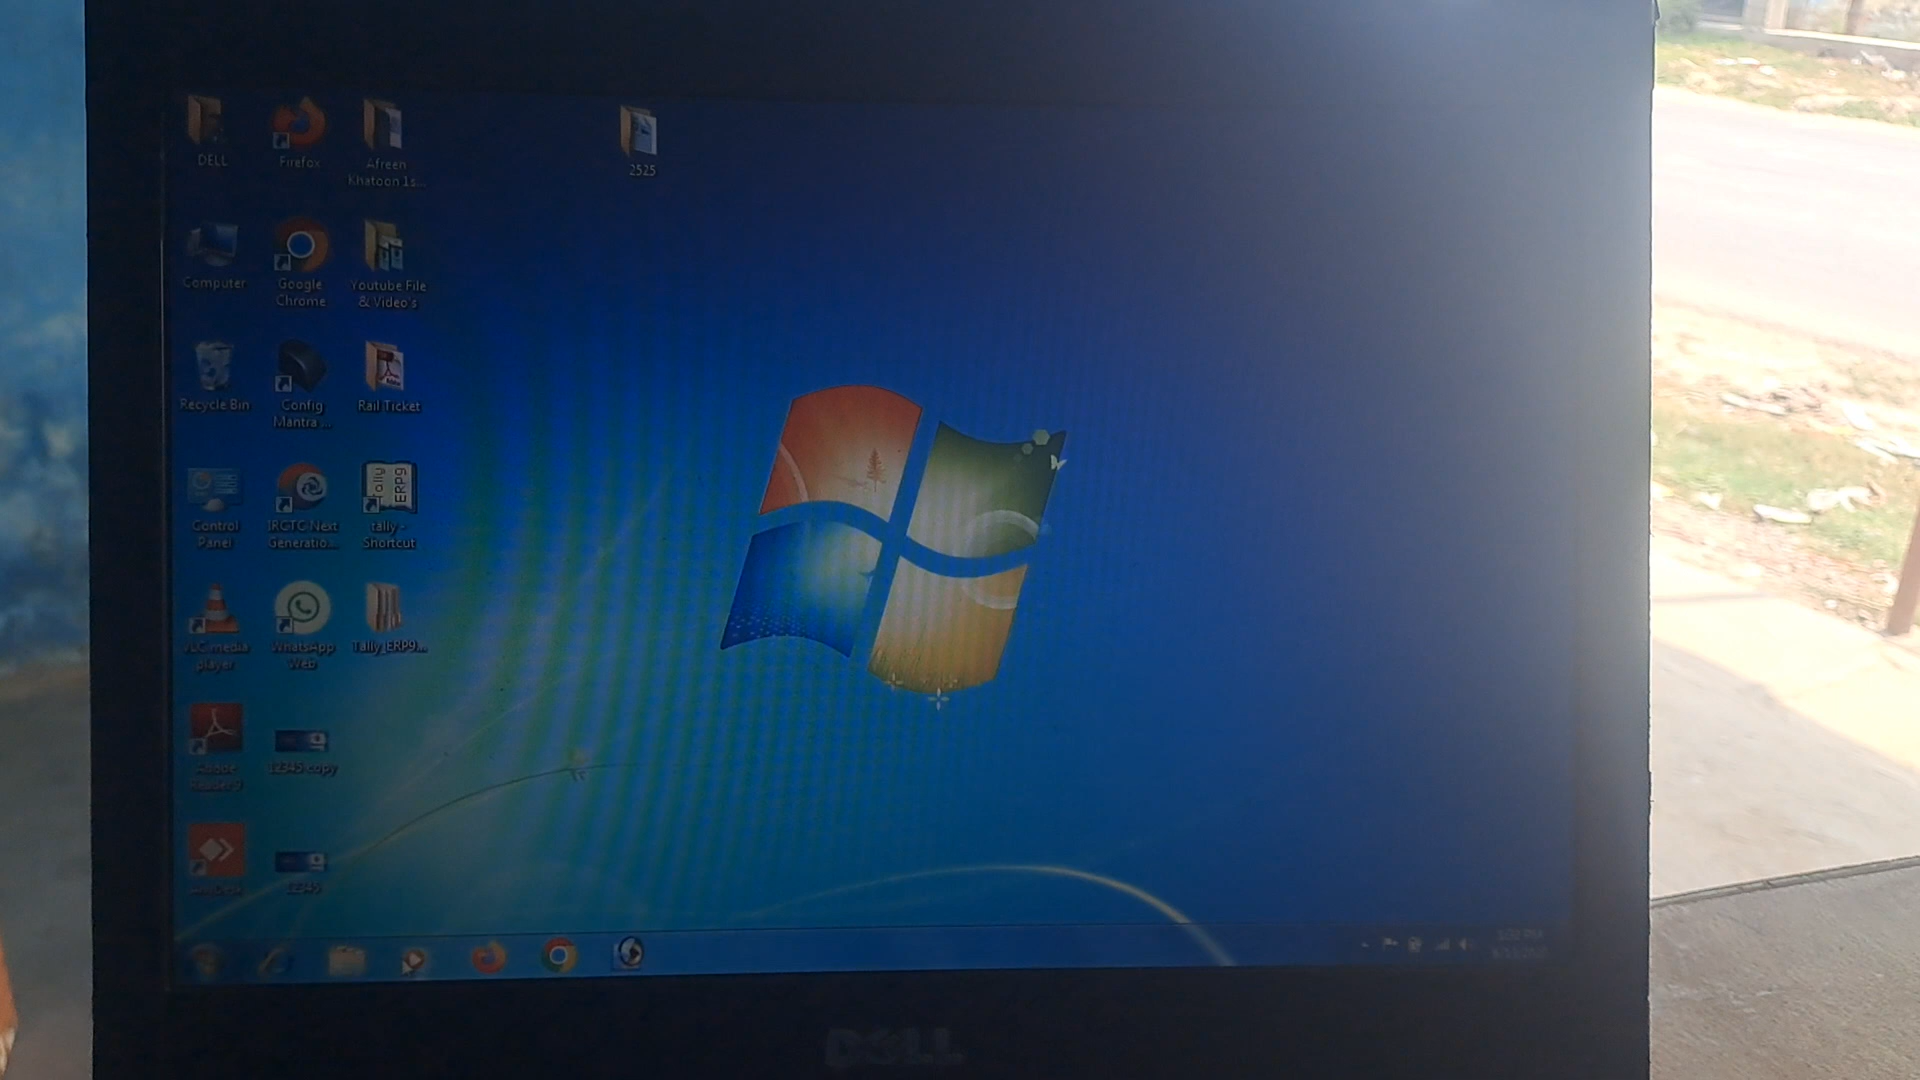 DELL
Firefox
Afreen
Khatoon 1s...
2525
Computer
Google
Chrome
Youtube File
& Video's
Recycle Bin
Config
Mantra ...
Rail Ticket
Control
Panel
IRCTC Next
Generatio...
tally
ERP9
tally -
Shortcut
VLC media
player
WhatsApp
Web
Tally_ERP9...
Adobe
Reader 9
12345 copy
AnyDesk
12345
DELL